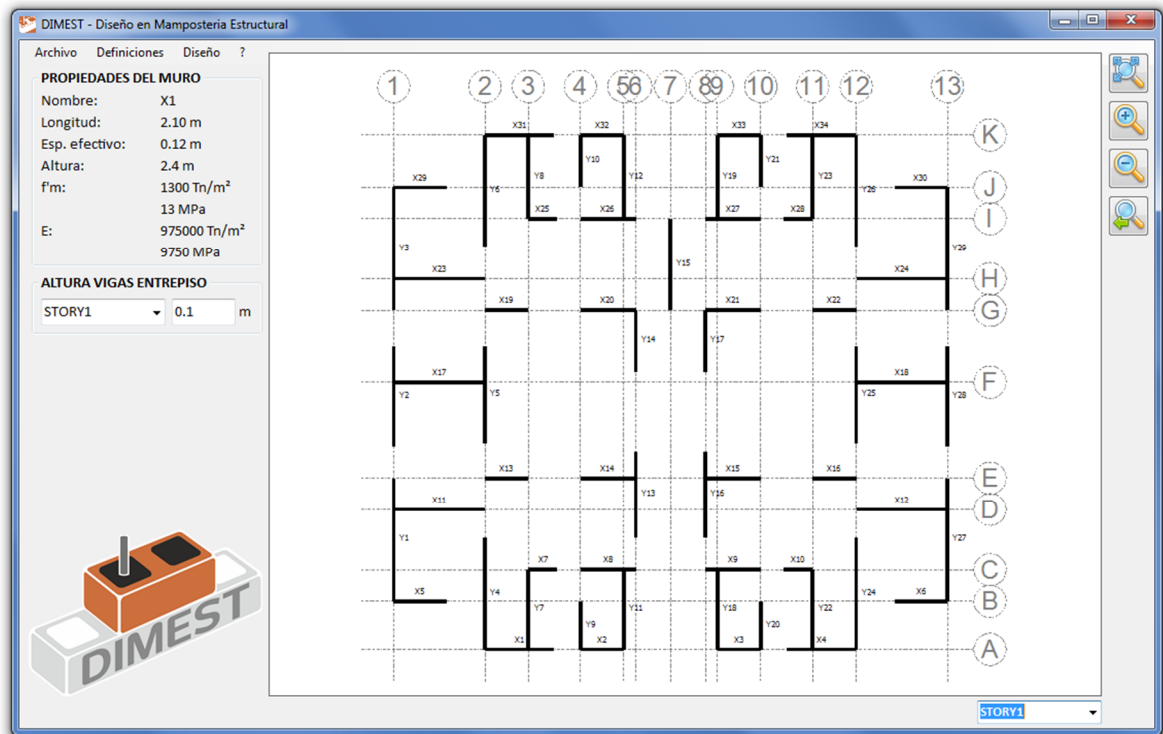 DIMEST - Diseño en Mamposteria Estructural
Archivo Definiciones Diseño ?
PROPIEDADES DEL MURO
Nombre: X1
Longitud: 2.10 m
Esp. efectivo: 0.12 m
Altura: 2.4 m
f'm: 1300 Tn/m²
13 MPa
E: 975000 Tn/m²
9750 MPa
ALTURA VIGAS ENTREPISO
STORY1 0.1 m
DIMEST
1 2 3 4 5 6 7 8 9 10 11 12 13
X31 X32 X33 X34
K
Y10 Y21
X29 Y6 Y8 Y12 Y19 Y23 Y26 X30
J
X25 X26 X27 X28
I
Y3 Y29
Y15
X23 X24
H
X19 X20 X21 X22
G
Y14 Y17
X17 X18
F
Y2 Y5 Y25 Y28
X13 X14 X15 X16
E
Y13 Y16
X11 X12
D
Y1 Y27
X7 X8 X9 X10
C
X5 Y4 Y24 X6
B
Y7 Y11 Y18 Y22
Y9 Y20
X1 X2 X3 X4
A
STORY1